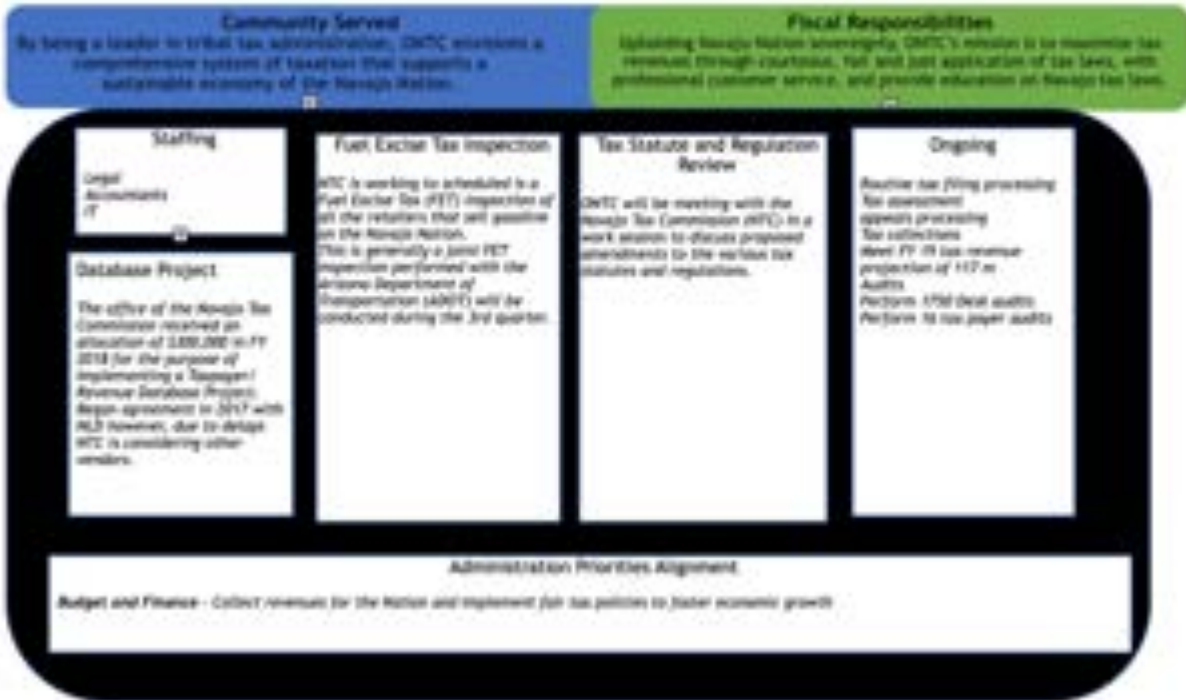 Community Served
By being a leader in tribal tax administration, ONTC envisions a
comprehensive system of taxation that supports a
sustainable economy of the Navajo Nation.
Fiscal Responsibilities
Upholding Navajo Nation sovereignty, ONTC's mission is to maximize tax
revenues through courteous, fair and just application of tax laws, with
professional customer service, and provide education on Navajo tax laws.
Staffing
Legal
Accountants
IT
Database Project
The office of the Navajo Tax
Commission received an
allocation of in FY
2018 for the purpose of
implementing a Taxpayer/
Revenue Database Project.
Began agreement in 2017 with
however, due to delays
NTC is considering other
vendors.
Fuel Excise Tax Inspection
NTC is working to scheduled is a
Fuel Excise Tax (FET) inspection of
all the retailers that sell gasoline
on the Navajo Nation.
This is generally a joint FET
inspection performed with the
Arizona Department of
Transportation (ADOT) will be
conducted during the 3rd quarter.
Tax Statute and Regulation
Review
ONTC will be meeting with the
Navajo Tax Commission (NTC) in a
work session to discuss proposed
amendments to the various tax
statutes and regulations.
Ongoing
Routine tax filing processing
Tax assessment
appeals processing
Tax collections
Meet FY 19 tax revenue
projection of 117 m
Audits
Perform 1750 Desk audits
Perform 16 tax payer audits
Administration Priorities Alignment
Budget and Finance - Collect revenues for the Nation and implement fair tax policies to foster economic growth